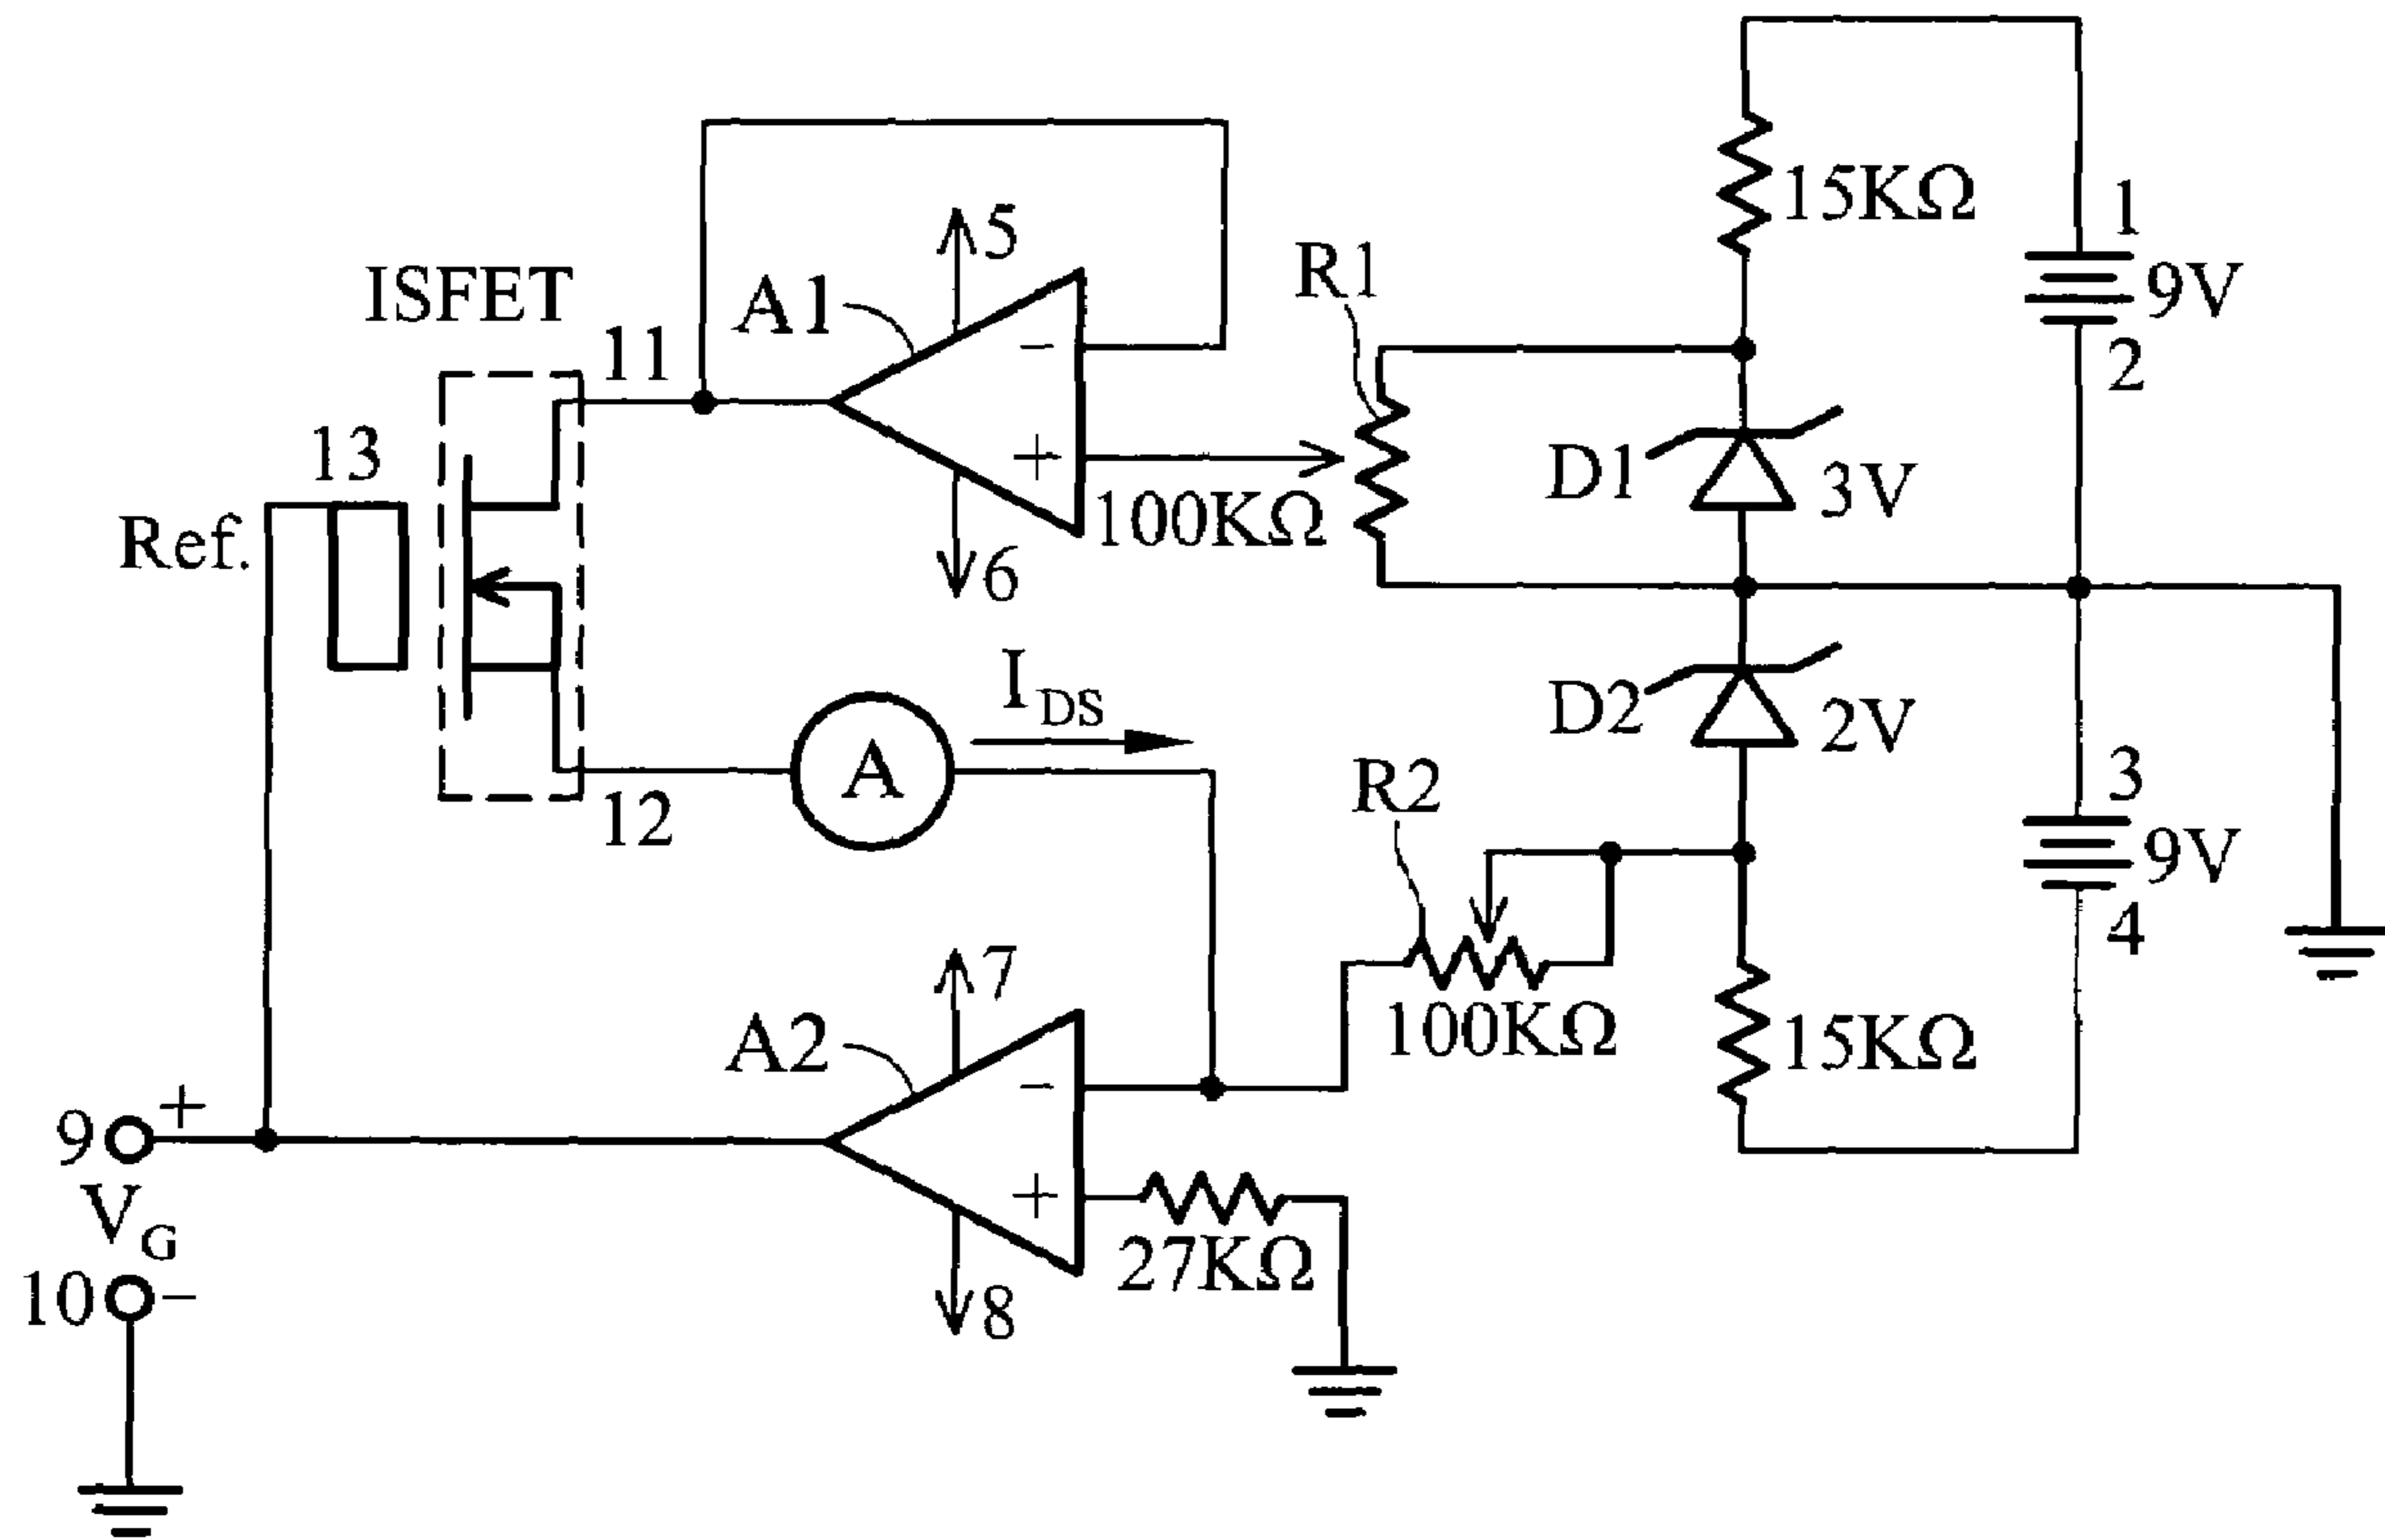 15KΩ
1
9V
2
5
A1
R1
ISFET
11
-
13
Ref.
+
100KΩ
D1
3V
6
I DS
D2
2V
A
12
R2
3
9V
4
7
A2
100KΩ
15KΩ
-
9
+
+
V G
27KΩ
10
-
8